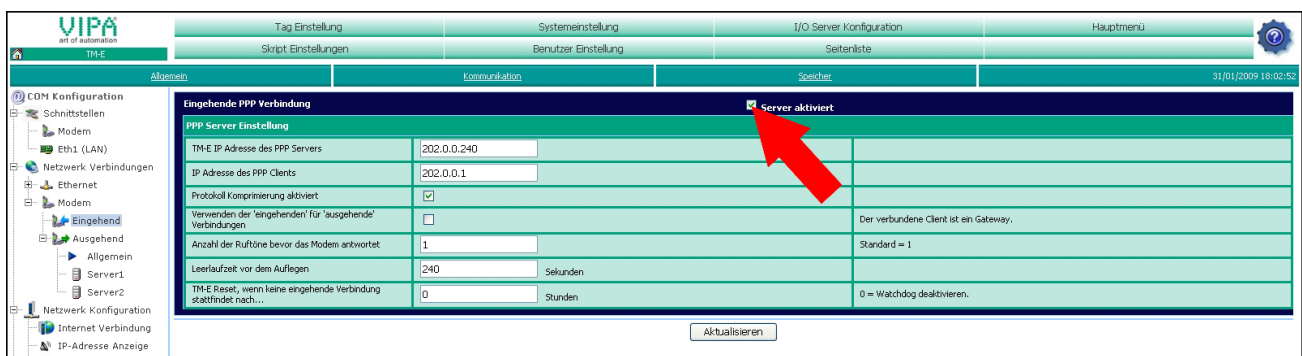 VIPA
art of automation
TM-E
Tag Einstellung
Systemeinstellung
I/O Server Konfiguration
Hauptmenü
Skript Einstellungen
Benutzer Einstellung
Seitenliste
Allgemein
Kommunikation
Speicher
31/01/2009 18:02:52
COM Konfiguration
Schnittstellen
Modem
Eth1 (LAN)
Netzwerk Verbindungen
Ethernet
Modem
Eingehend
Ausgehend
Allgemein
Server1
Server2
Netzwerk Konfiguration
Internet Verbindung
IP-Adresse Anzeige
Eingehende PPP Verbindung
Server aktiviert
PPP Server Einstellung
TM-E IP Adresse des PPP Servers
202.0.0.240
IP Adresse des PPP Clients
202.0.0.1
Protokoll Komprimierung aktiviert
Verwenden der 'eingehenden' für 'ausgehende'
Verbindungen
Der verbundene Client ist ein Gateway.
Anzahl der Ruftöne bevor das Modem antwortet
1
Standard = 1
Leerlaufzeit vor dem Auflegen
240
Sekunden
TM-E Reset, wenn keine eingehende Verbindung
stattfindet nach...
0
Stunden
0 = Watchdog deaktivieren.
Aktualisieren